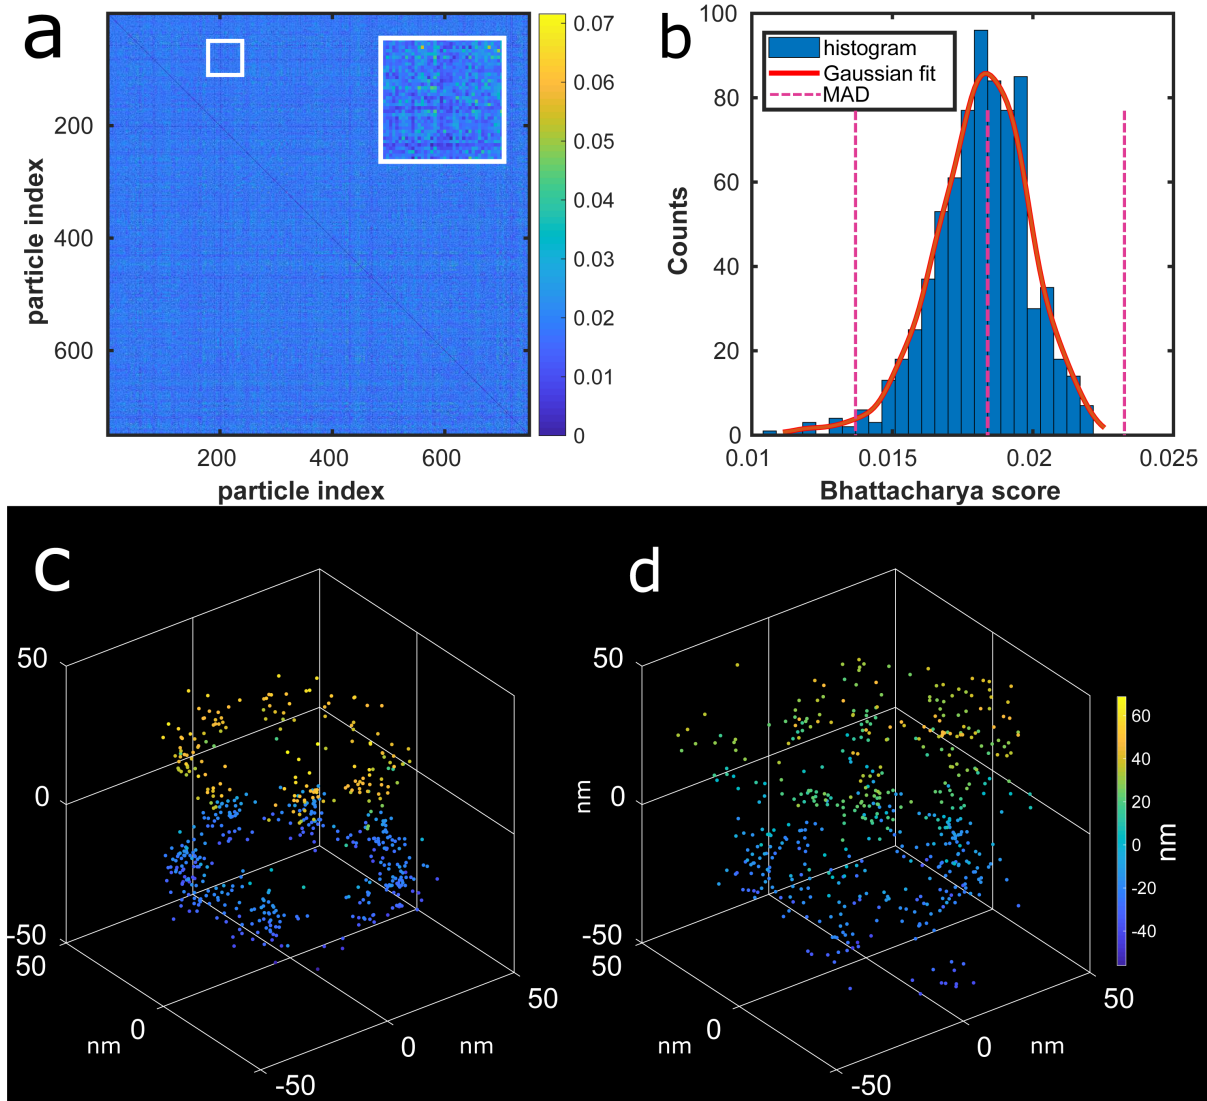 a
particle index
200
400
600
200
400
600
particle index
0.07
0.06
0.05
0.04
0.03
0.02
0.01
0
b
Counts
100
80
60
40
20
0
histogram
Gaussian fit
MAD
0.01
0.015
0.02
0.025
Bhattacharya score
c
50
0
-50
50
0
nm
-50
0
nm
50
d
50
0
nm
-50
50
0
nm
-50
0
nm
50
60
40
20
0
-20
-40
nm